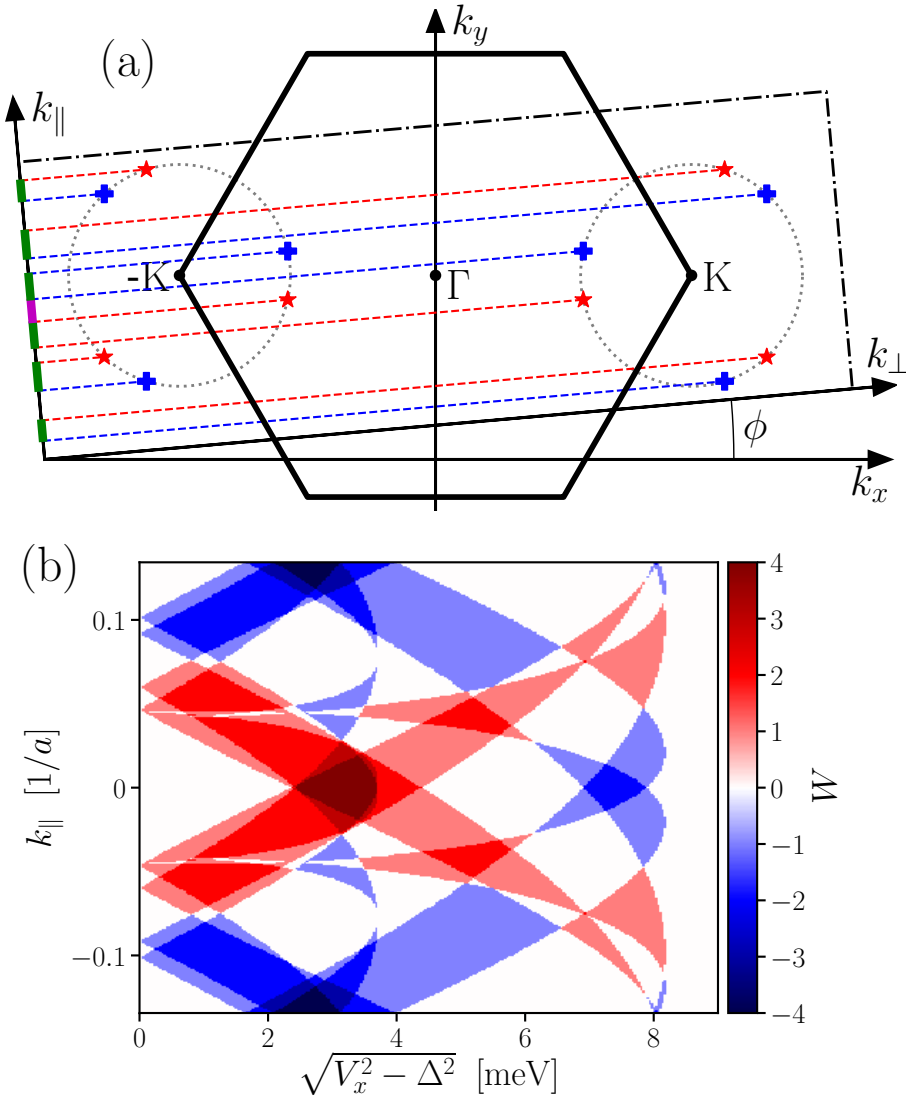 (a)
k_y
k_∥
-K
Γ
K
k_⊥
ϕ
k_x
(b)
k_∥ [1/a]
0.1
0
−0.1
0 2 4 6 8
√(V_x^2 − Δ^2) [meV]
4
3
2
1
0
−1
−2
−3
−4
W